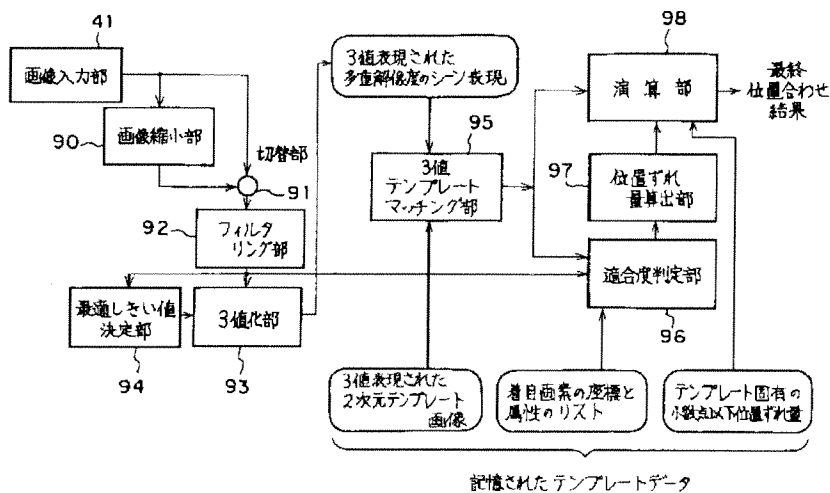 41
画像入力部
90
画像縮小部
切替部
91
92
フィルタ
リング部
最適しきい値
決定部
94
3値化部
93
3値表現された
多重解像度のシーン表現
95
3値
テンプレート
マッチング部
98
演算部
最終
位置合わせ
結果
97
位置ずれ
量算出部
適合度判定部
96
3値表現された
2次元テンプレート
画像
着目画素の座標と
属性のリスト
テンプレート固有の
小数点以下位置ずれ量
記憶されたテンプレートデータ